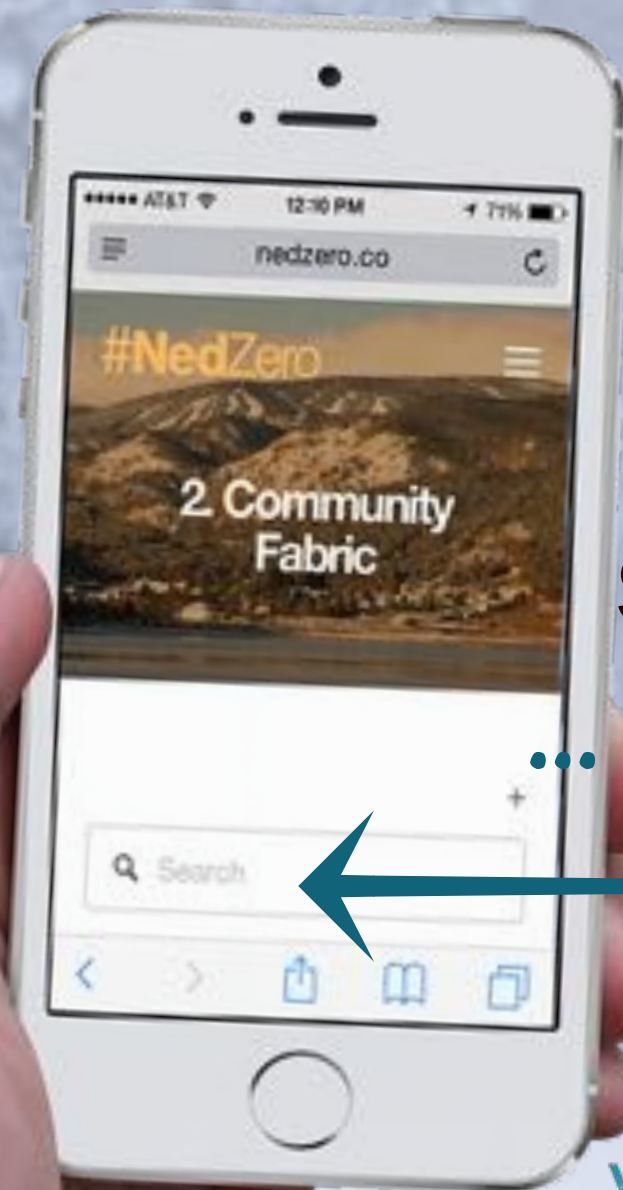 AT&T 12:10 PM 71%
nedzero.co
#NedZero
2. Community
Fabric
...
+
Search